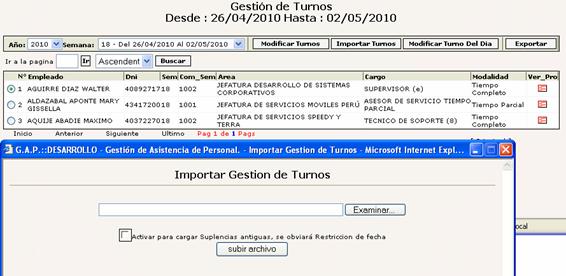 Gestión de Turnos
Desde : 26/04/2010 Hasta : 02/05/2010
Año: 2010 Semana: 18 - Del 26/04/2010 Al 02/05/2010 Modificar Turnos Importar Turnos Modificar Turno Del Dia Exportar
Ir a la pagina Ir Ascendent Buscar
Nº Empleado Dni Sem Com_Sem Area Cargo Modalidad Ver_Pro
1 AGUIRRE DIAZ WALTER 40892717 18 1002 JEFATURA DESARROLLO DE SISTEMAS CORPORATIVOS SUPERVISOR (e) Tiempo Completo
2 ALDAZABAL APONTE MARY GISSELLA 43417200 18 1001 JEFATURA DE SERVICIOS MOVILES PERÚ ASESOR DE SERVICIO TIEMPO PARCIAL Tiempo Parcial
3 AQUIJE ABADIE MAXIMO 40372270 18 1002 JEFATURA DE SERVICIOS SPEEDY Y TERRA TECNICO DE SOPORTE (8) Tiempo Completo
Inicio Anterior Siguiente Ultimo Pag 1 de 1 Pags
G.A.P.::DESARROLLO - Gestión de Asistencia de Personal. - Importar Gestion de Turnos - Microsoft Internet Expl...
Importar Gestion de Turnos
Examinar...
Activar para cargar Suplencias antiguas, se obviará Restriccion de fecha
subir archivo
ocal